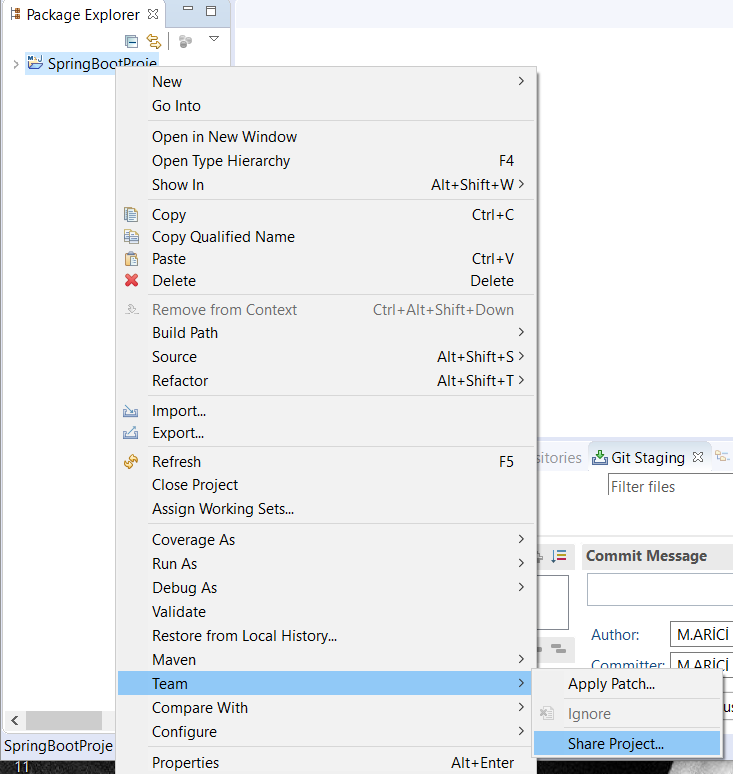 Package Explorer
SpringBootProje
New
Go Into
Open in New Window
Open Type Hierarchy F4
Show In Alt+Shift+W
Copy Ctrl+C
Copy Qualified Name
Paste Ctrl+V
Delete Delete
Remove from Context Ctrl+Alt+Shift+Down
Build Path
Source Alt+Shift+S
Refactor Alt+Shift+T
Import...
Export...
Refresh F5
Close Project
Assign Working Sets...
Coverage As
Run As
Debug As
Validate
Restore from Local History...
Maven
Team
Compare With
Configure
Properties Alt+Enter
Apply Patch...
Ignore
Share Project...
sitories
Git Staging
Filter files
Commit Message
Author: M.ARİCİ
Committer: M.ARİCİ
SpringBootProje
11